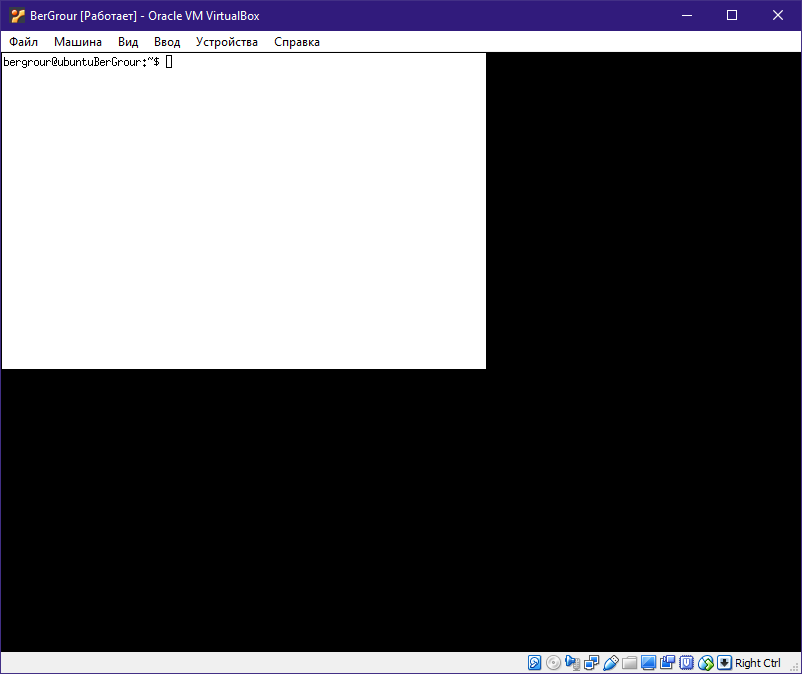 BerGrour [Работает] - Oracle VM VirtualBox
Файл Машина Вид Ввод Устройства Справка
bergrour@ubuntuBerGrour:~$
Right Ctrl